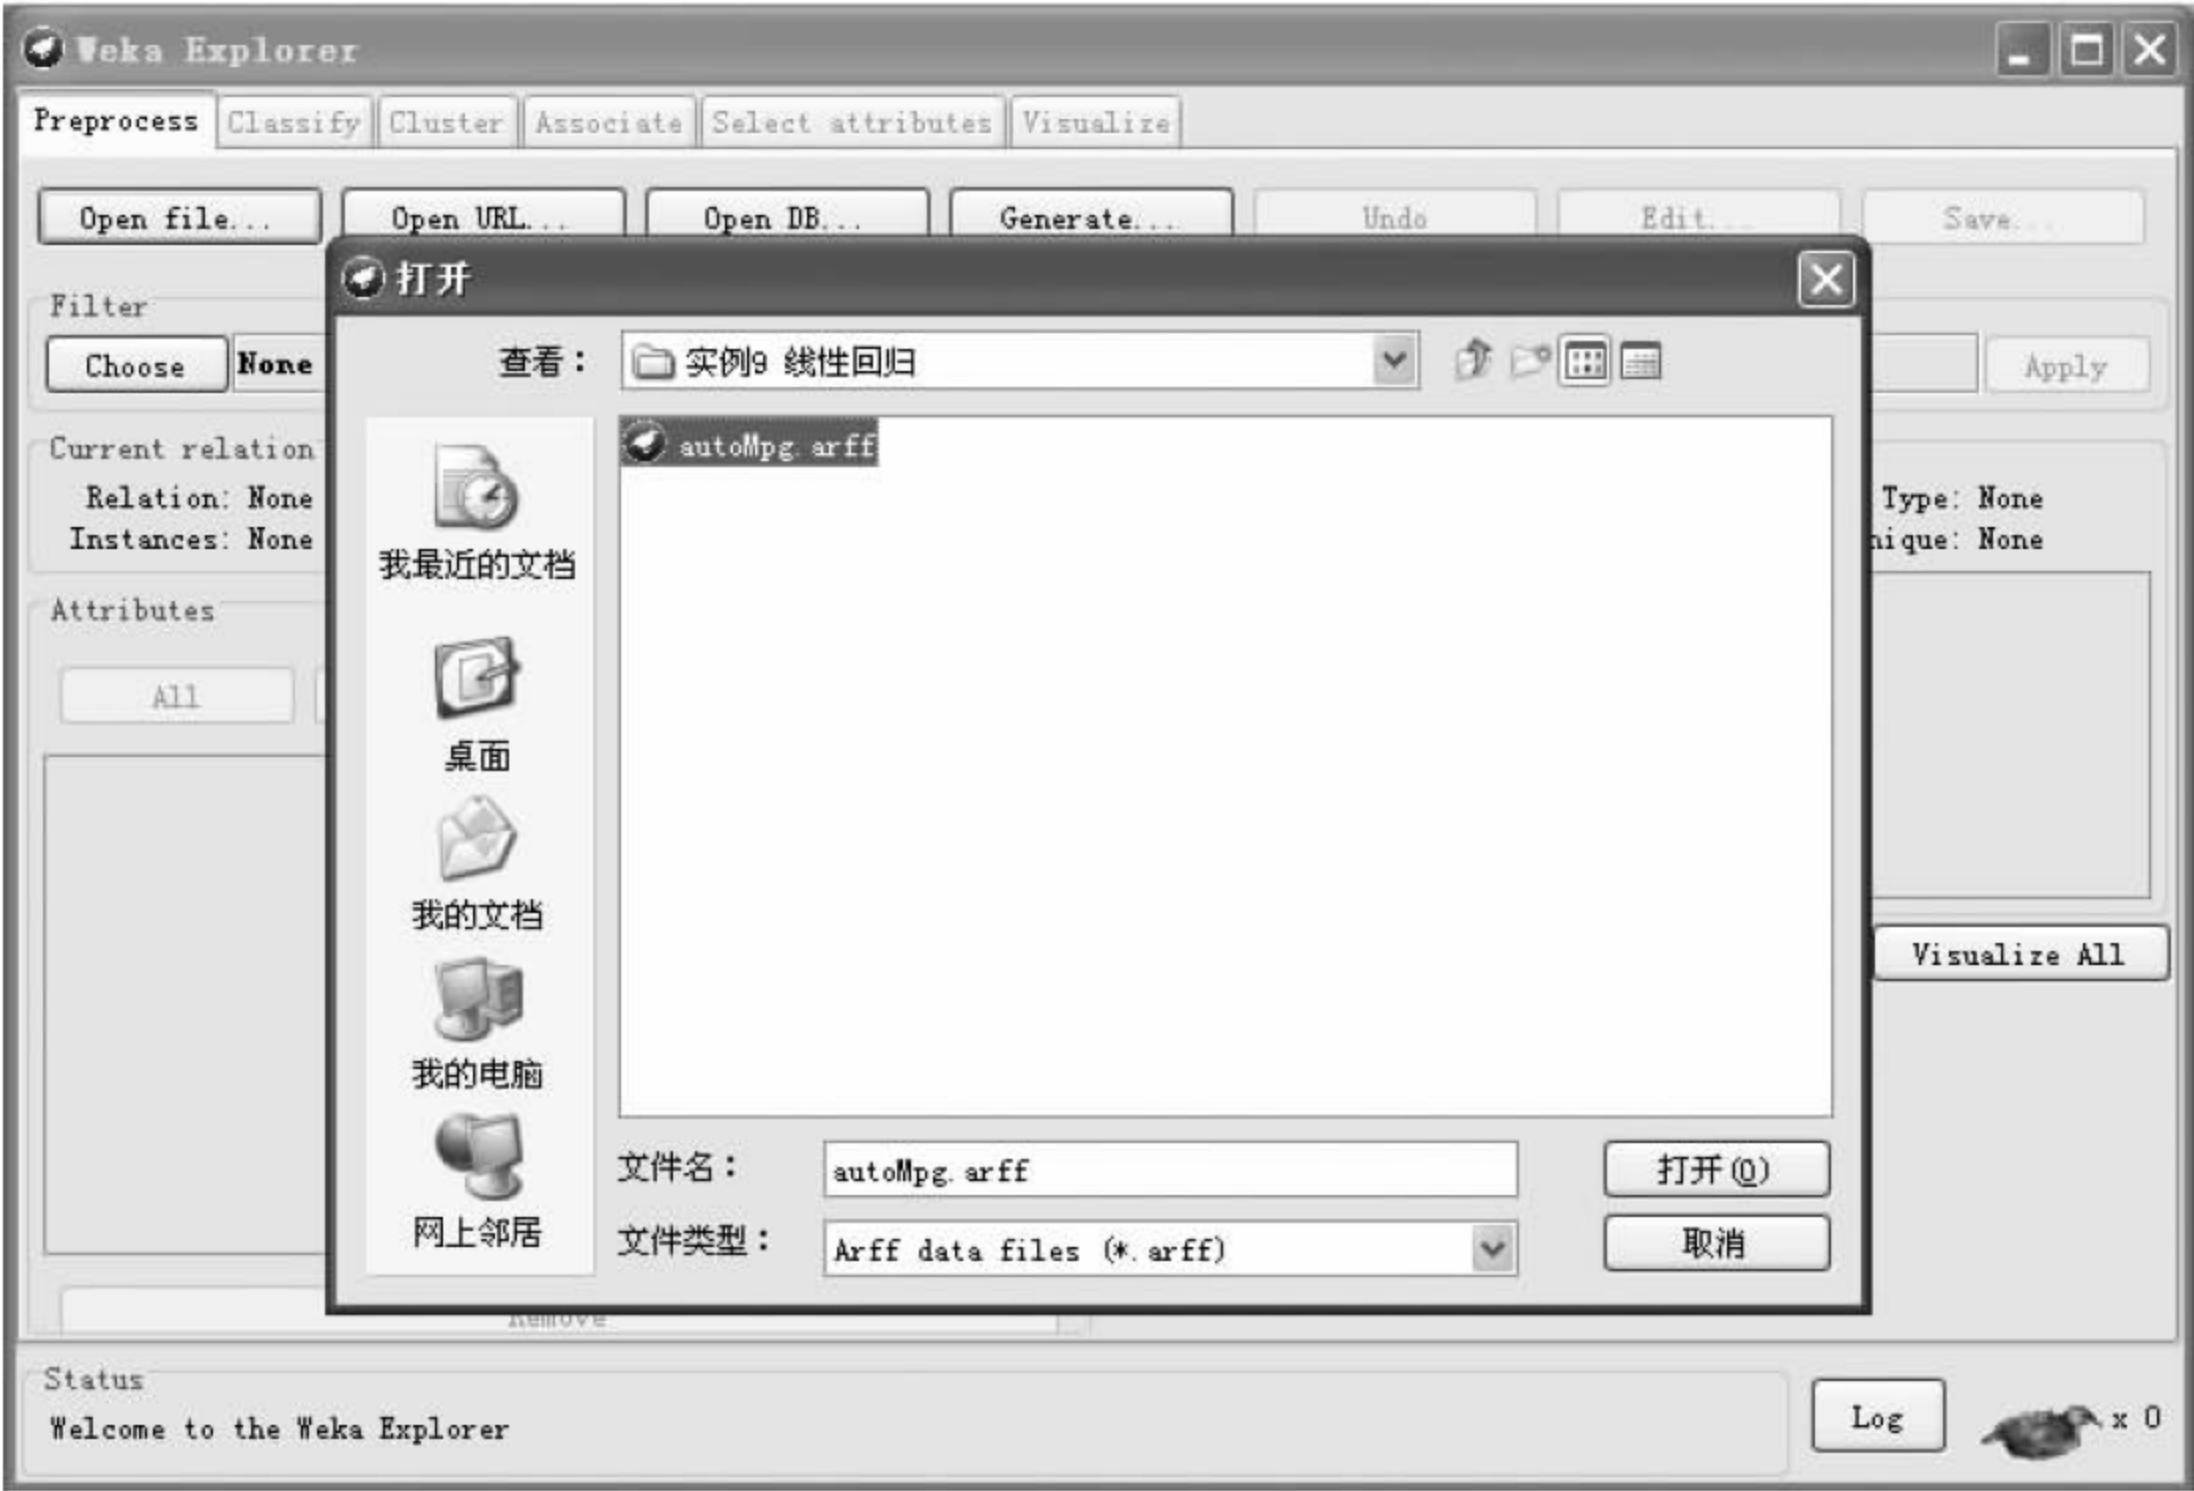 Weka Explorer
Preprocess Classify Cluster Associate Select attributes Visualize
Open file... Open URL... Open DB... Generate... Undo Edit... Save...
打开
Filter
Choose None
Apply
查看： 实例9 线性回归
autoMpg.arff
Current relation
Relation: None
Instances: None
Type: None
nique: None
Attributes
All
我最近的文档
桌面
我的文档
我的电脑
网上邻居
Visualize All
文件名： autoMpg.arff 打开(O)
文件类型： Arff data files (*.arff) 取消
Remove
Status
Welcome to the Weka Explorer
Log
x 0